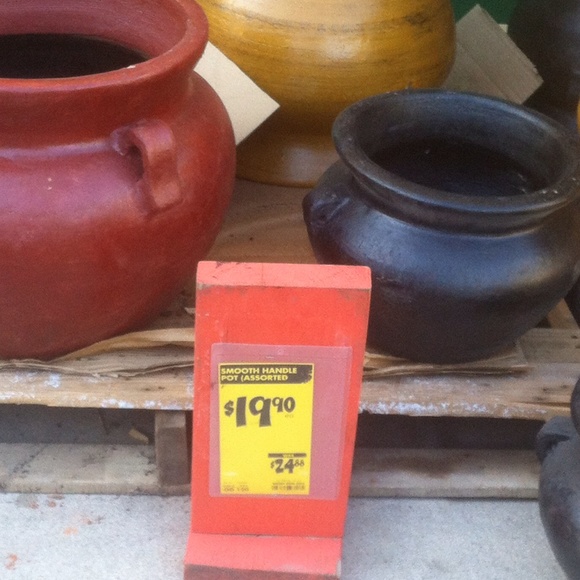 SMOOTH HANDLE
POT (ASSORTED
$19.90
$24.88